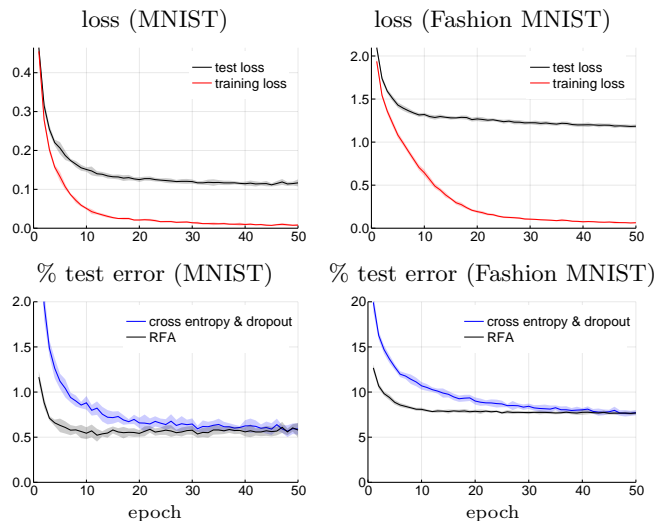 loss (MNIST)
0.4
0.3
0.2
0.1
0.0
test loss
training loss
0 10 20 30 40 50
loss (Fashion MNIST)
2.0
1.5
1.0
0.5
0.0
test loss
training loss
0 10 20 30 40 50
% test error (MNIST)
2.0
1.5
1.0
0.5
0.0
cross entropy & dropout
RFA
0 10 20 30 40 50
epoch
% test error (Fashion MNIST)
20
15
10
5
0
cross entropy & dropout
RFA
0 10 20 30 40 50
epoch